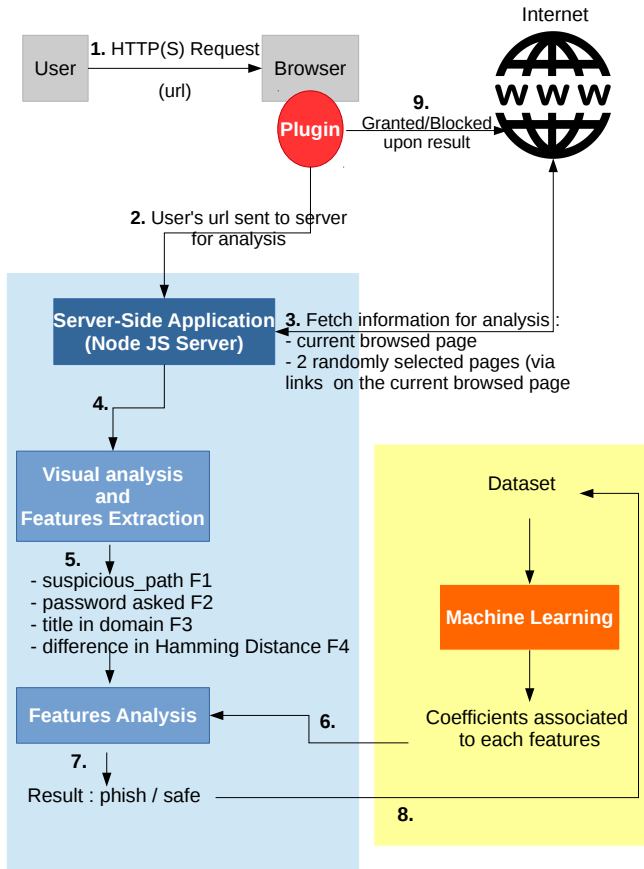 Internet
1. HTTP(S) Request
User
Browser
(url)
W W W
9.
Plugin
Granted/Blocked
upon result
2. User's url sent to server
for analysis
Server-Side Application
(Node JS Server)
3. Fetch information for analysis :
- current browsed page
- 2 randomly selected pages (via
links on the current browsed page
4.
Visual analysis
and
Features Extraction
Dataset
5.
- suspicious_path F1
- password asked F2
- title in domain F3
- difference in Hamming Distance F4
Machine Learning
Features Analysis
6.
Coefficients associated
to each features
7.
Result : phish / safe
8.